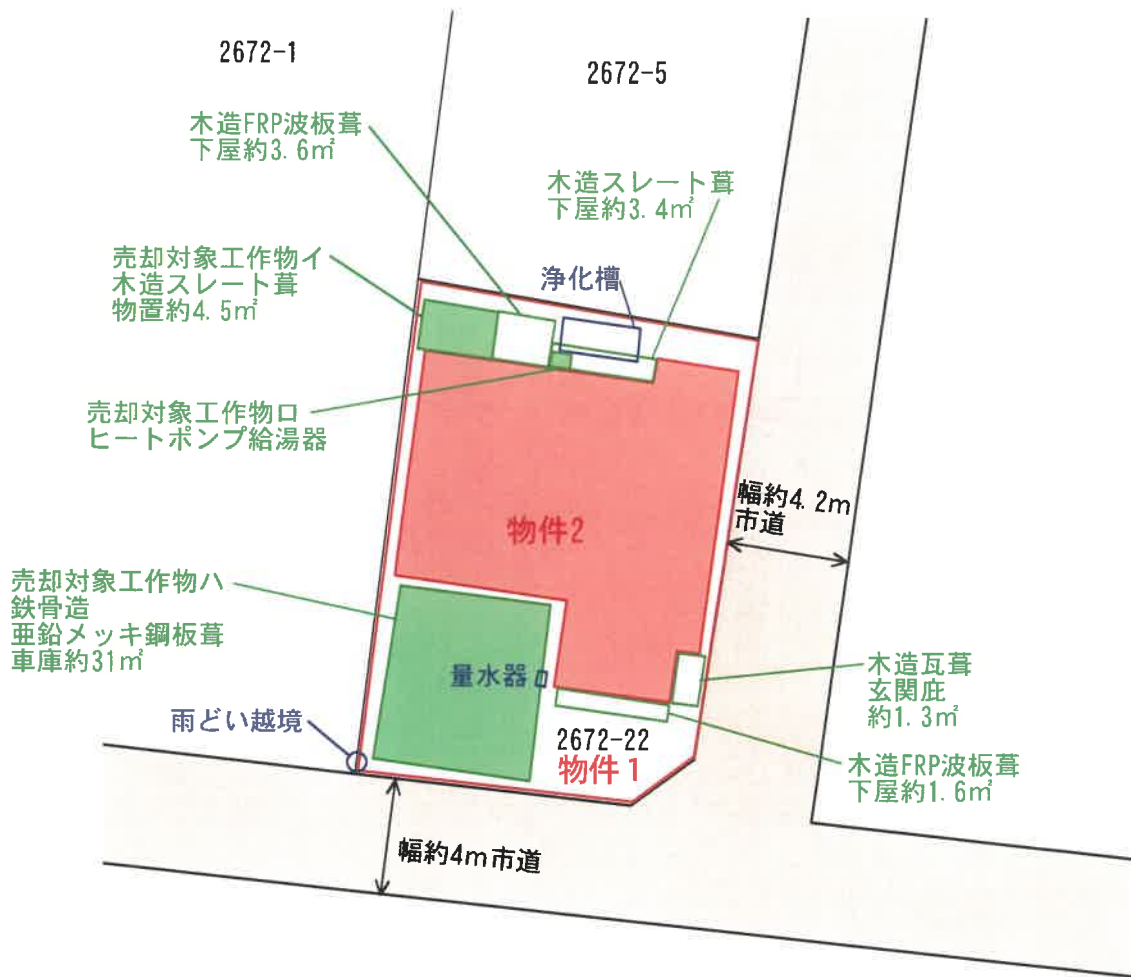 2672-1
2672-5
木造FRP波板葺
下屋約3.6㎡
木造スレート葺
下屋約3.4㎡
売却対象工作物イ
木造スレート葺
物置約4.5㎡
浄化槽
売却対象工作物ロ
ヒートポンプ給湯器
幅約4.2m
市道
物件2
売却対象工作物ハ
鉄骨造
亜鉛メッキ鋼板葺
車庫約31㎡
量水器
木造瓦葺
玄関庇
約1.3㎡
雨どい越境
2672-22
物件1
木造FRP波板葺
下屋約1.6㎡
幅約4m市道